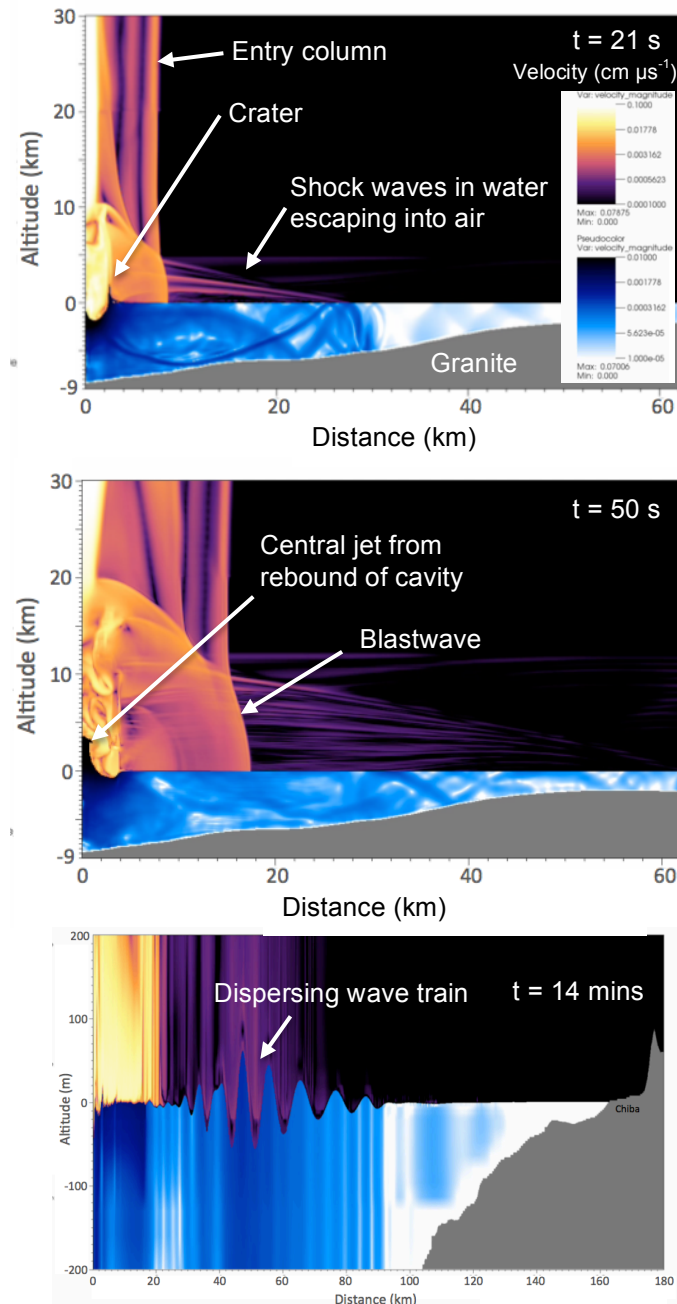 30
t = 21 s
Entry column
Velocity (cm µs⁻¹)
Pseudocolor
Var: velocity_magnitude
0.1000
20
Crater
0.01778
0.003162
Altitude (km)
Shock waves in water
escaping into air
0.0005623
10
0.0001000
Max: 0.07875
Min: 0.000
Pseudocolor
Var: velocity_magnitude
0.01000
0.001778
0
0.0003162
5.623e-05
Granite
1.000e-05
Max: 0.07006
Min: 0.000
-9
0
20
40
60
Distance (km)
30
t = 50 s
Central jet from
rebound of cavity
20
Altitude (km)
Blastwave
10
0
-9
0
20
40
60
Distance (km)
200
Dispersing wave train
t = 14 mins
100
Altitude (m)
0
Chiba
-100
-200
0
20
40
60
80
100
120
140
160
180
Distance (km)